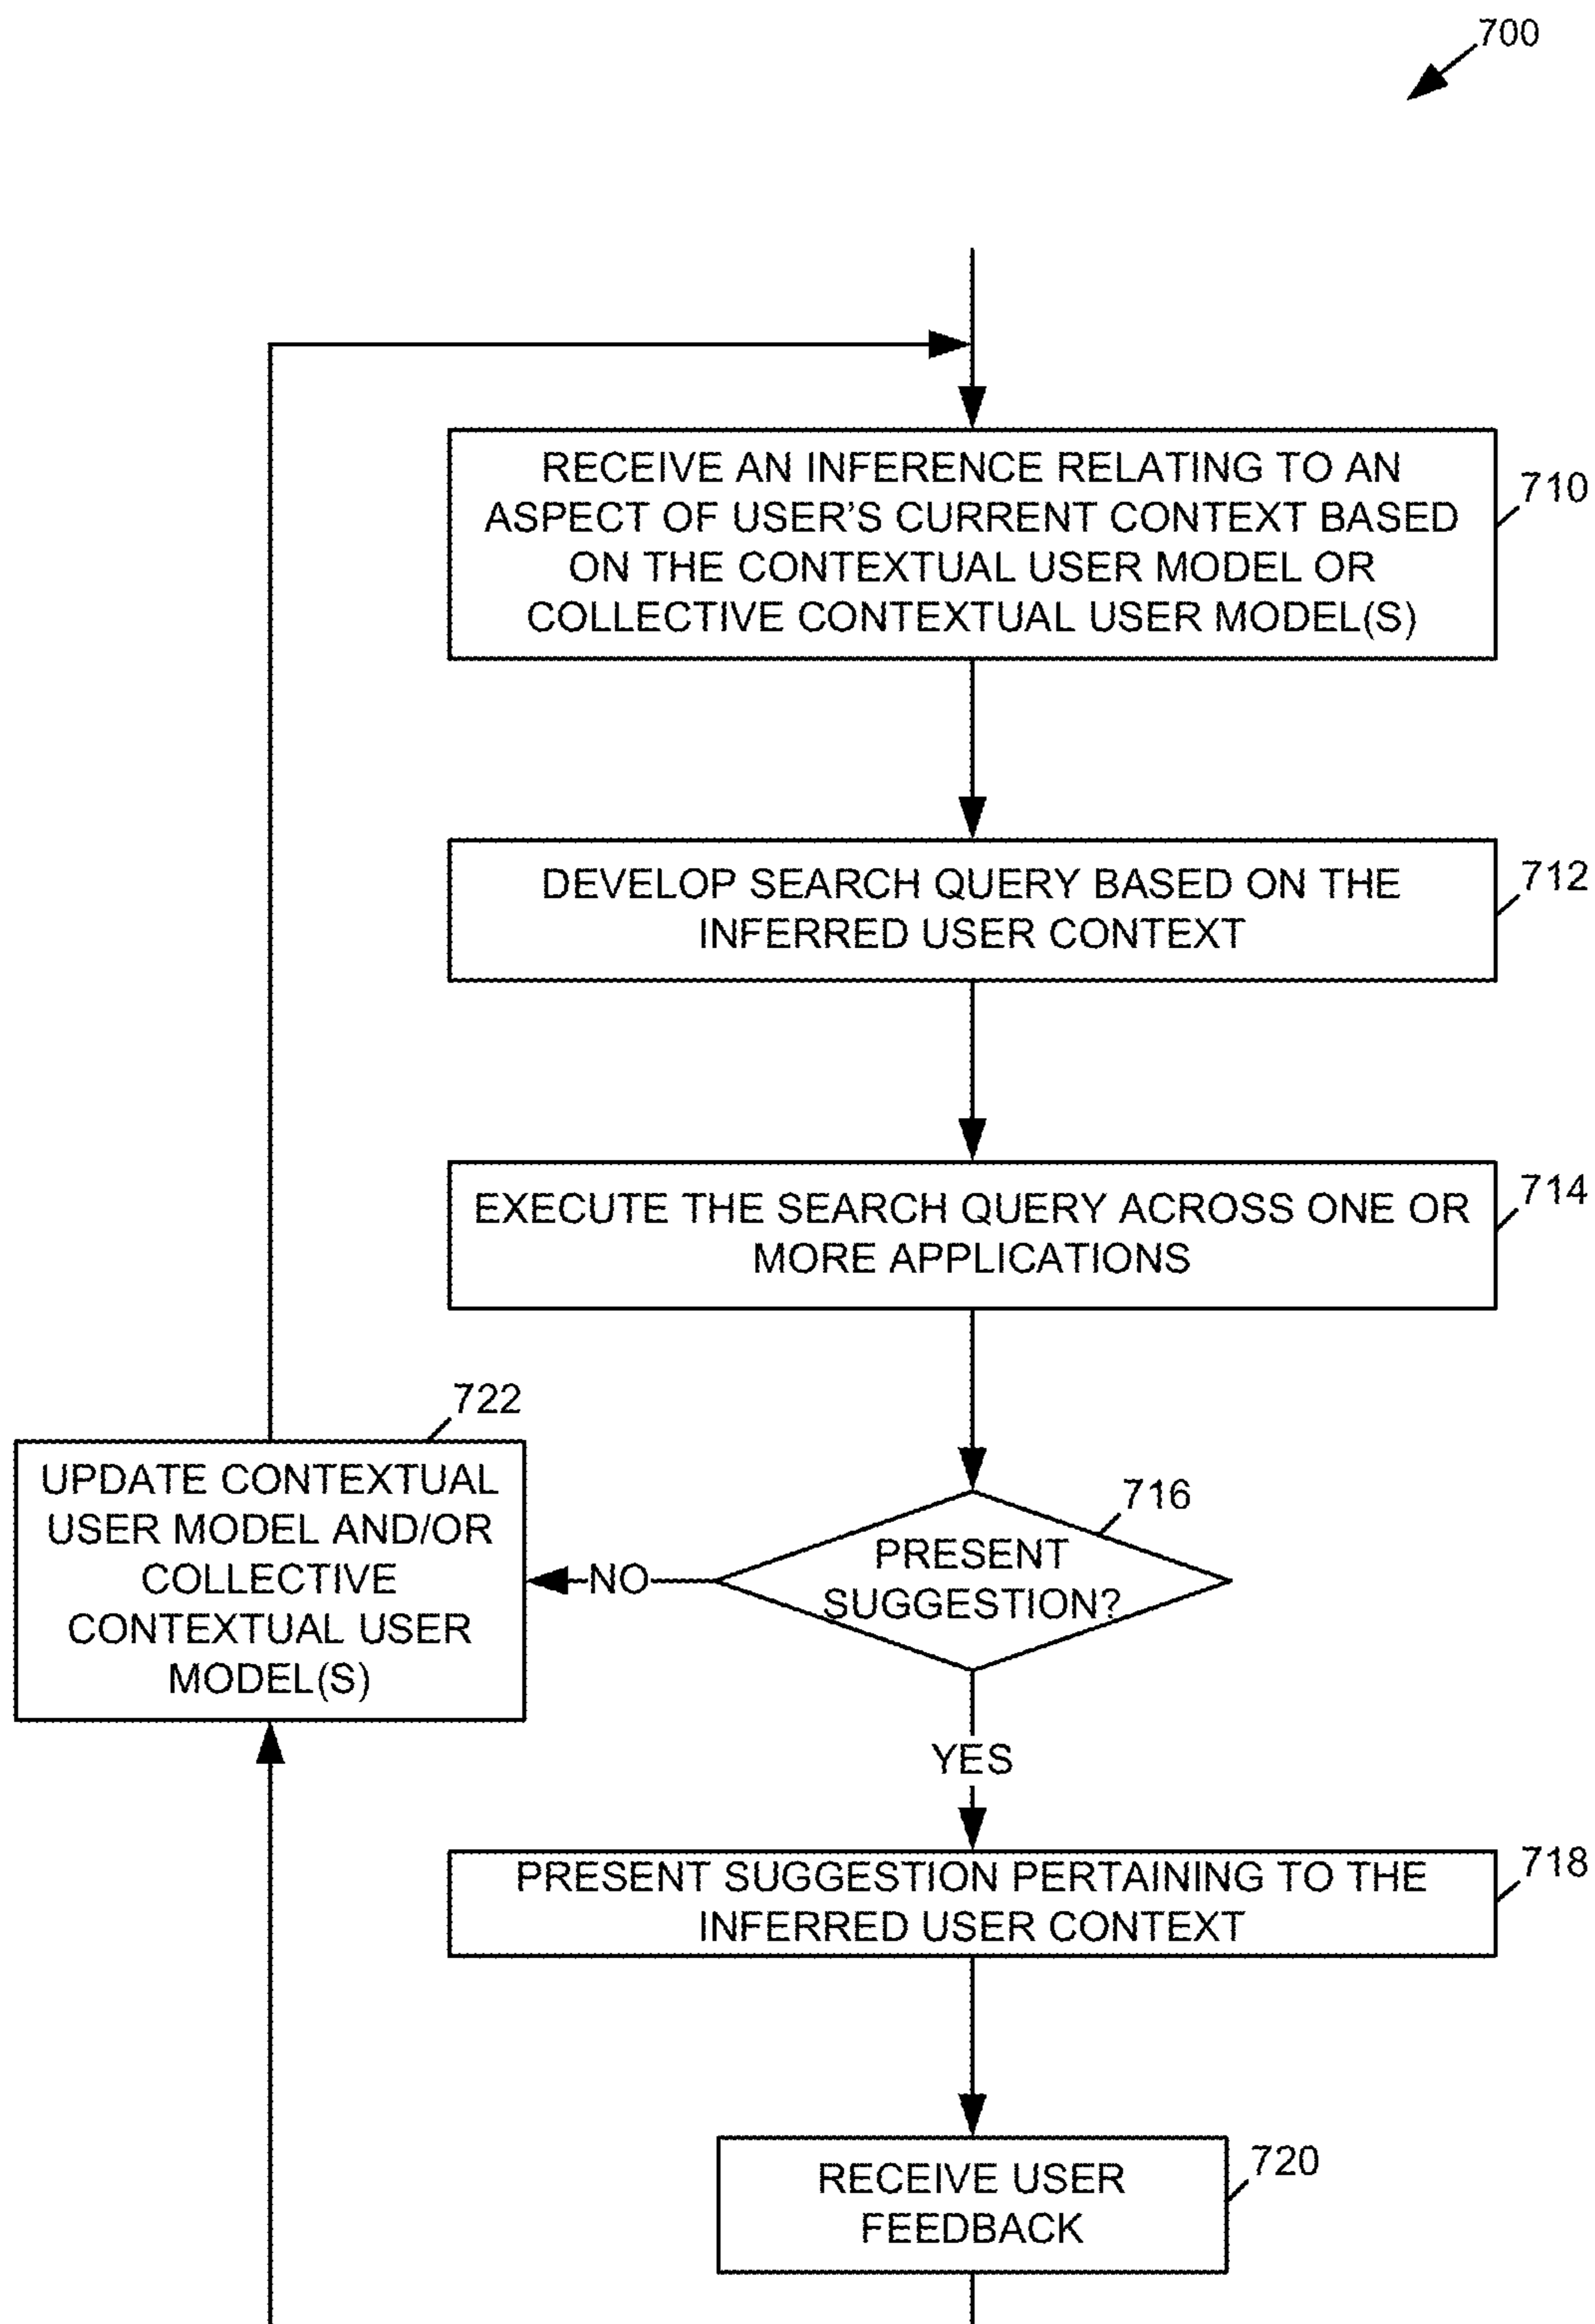 700
RECEIVE AN INFERENCE RELATING TO AN
ASPECT OF USER'S CURRENT CONTEXT BASED
ON THE CONTEXTUAL USER MODEL OR
COLLECTIVE CONTEXTUAL USER MODEL(S)
710
DEVELOP SEARCH QUERY BASED ON THE
INFERRED USER CONTEXT
712
EXECUTE THE SEARCH QUERY ACROSS ONE OR
MORE APPLICATIONS
714
722
UPDATE CONTEXTUAL
USER MODEL AND/OR
COLLECTIVE
CONTEXTUAL USER
MODEL(S)
NO
716
PRESENT
SUGGESTION?
YES
PRESENT SUGGESTION PERTAINING TO THE
INFERRED USER CONTEXT
718
RECEIVE USER
FEEDBACK
720